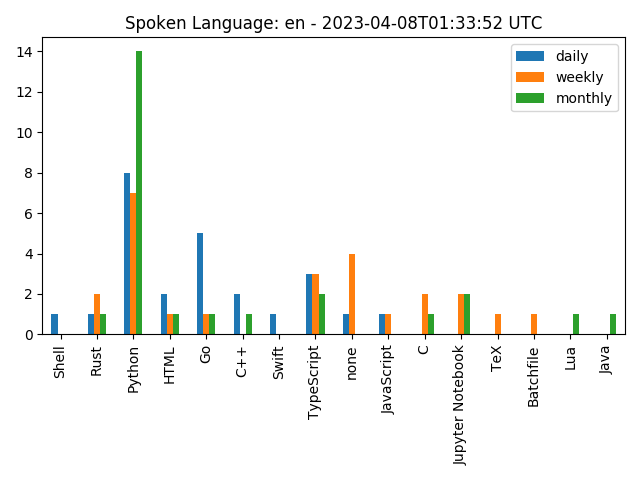 Spoken Language: en - 2023-04-08T01:33:52 UTC
daily
weekly
monthly
14
12
10
8
6
4
2
0
Shell
Rust
Python
HTML
Go
C++
Swift
TypeScript
none
JavaScript
C
Jupyter Notebook
TeX
Batchfile
Lua
Java